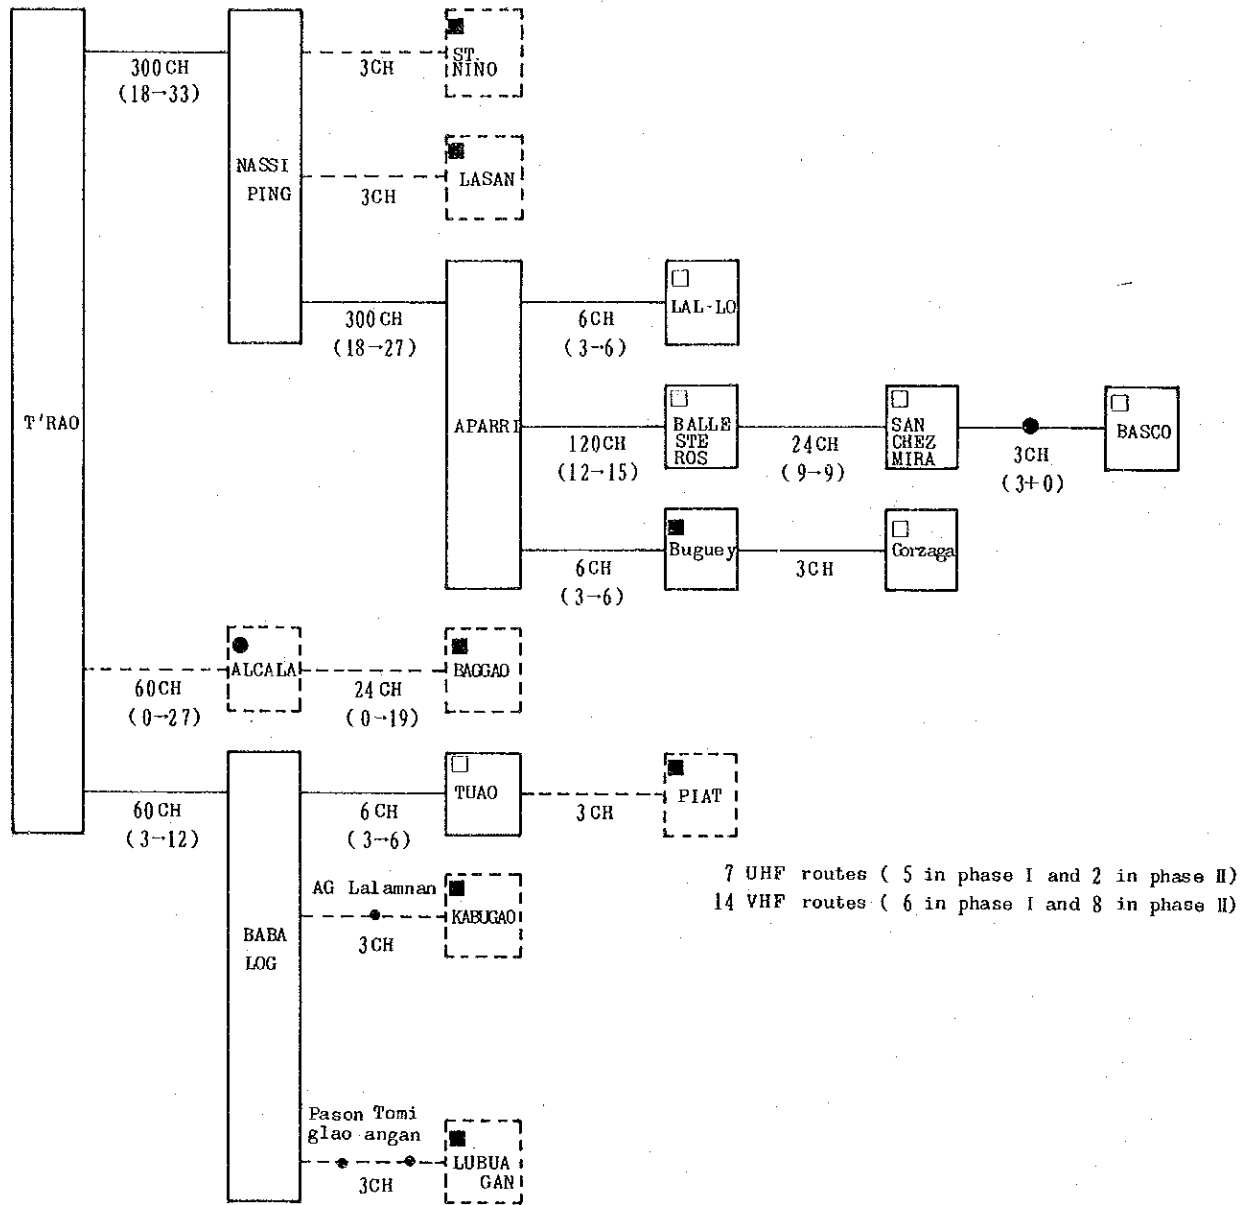 300CH
(18→33)
3CH
ST.
NINO
NASSI
PING
3CH
LASAN
300CH
(18→27)
6CH
(3→6)
LAL-LO
T'RAO
APARRI
120CH
(12→15)
BALLE
STE
ROS
24CH
(9→9)
SAN
CHEZ
MIRA
3CH
(3+0)
BASCO
6CH
(3→6)
Buguey
3CH
Gorzaga
60CH
(0→27)
ALCALA
24CH
(0→19)
BAGGAO
60CH
(3→12)
6CH
(3→6)
TUAO
3CH
PIAT
7 UHF routes ( 5 in phase I and 2 in phase II)
14 VHF routes ( 6 in phase I and 8 in phase II)
AG Lalamnan
3CH
KABUGAO
BABA
LOG
Pason Tomi
glao angan
3CH
LUBUA
GAN